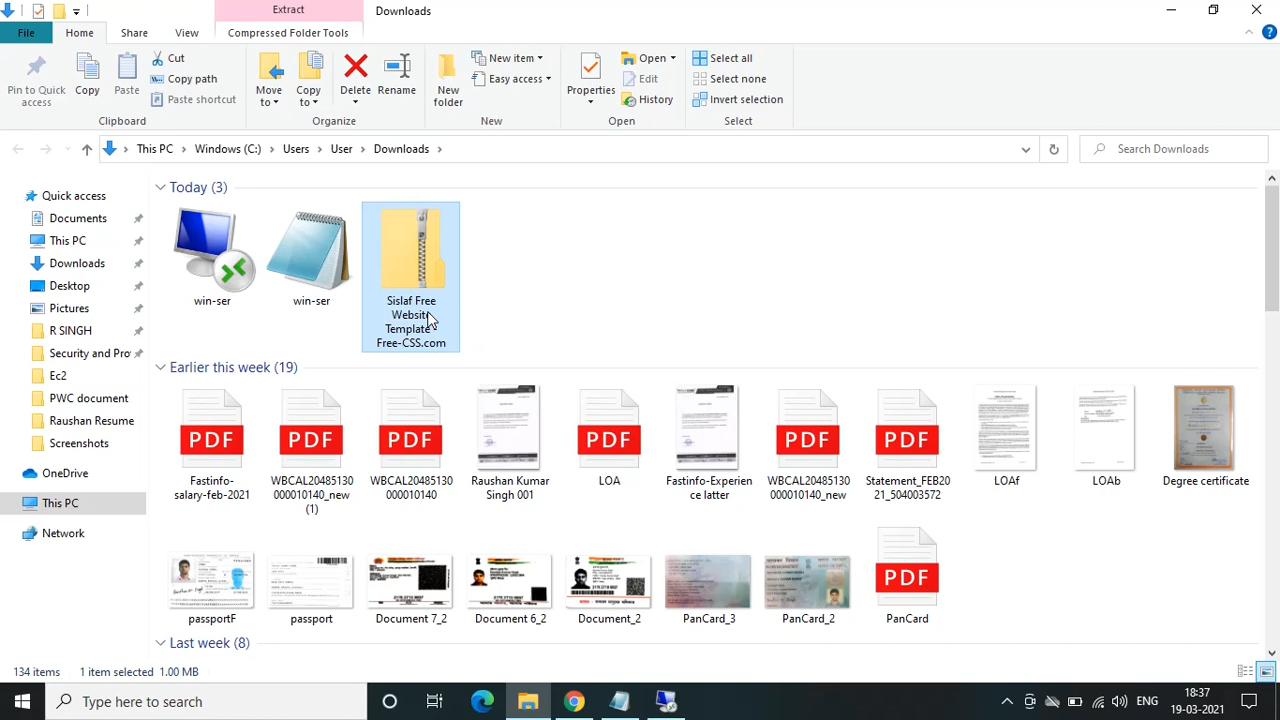 Extract
Downloads
File
Home
Share
View
Compressed Folder Tools
Pin to Quick
access
Copy
Paste
Cut
Copy path
Paste shortcut
Move
to
Copy
to
Delete
Rename
New
folder
New item
Easy access
Properties
Open
Edit
History
Select all
Select none
Invert selection
Clipboard
Organize
New
Open
Select
This PC
Windows (C:)
Users
User
Downloads
Search Downloads
Quick access
Documents
This PC
Downloads
Desktop
Pictures
R SINGH
Security and Pro
Ec2
PWC document
Raushan Resume
Screenshots
OneDrive
This PC
Network
Today (3)
win-ser
win-ser
Sislaf Free
Website
Template
Free-CSS.com
Earlier this week (19)
PDF
Fastinfo-
salary-feb-2021
PDF
WBCAL20485130
000010140_new
(1)
PDF
WBCAL20485130
000010140
Raushan Kumar
Singh 001
PDF
LOA
Fastinfo-Experien
ce latter
PDF
WBCAL20485130
000010140_new
PDF
Statement_FEB20
21_504003572
LOAf
LOAb
Degree certificate
passportF
passport
Document 7_2
Document 6_2
Document_2
PanCard_3
PanCard_2
PDF
PanCard
Last week (8)
134 items
1 item selected 1.00 MB
Type here to search
ENG
18:37
19-03-2021